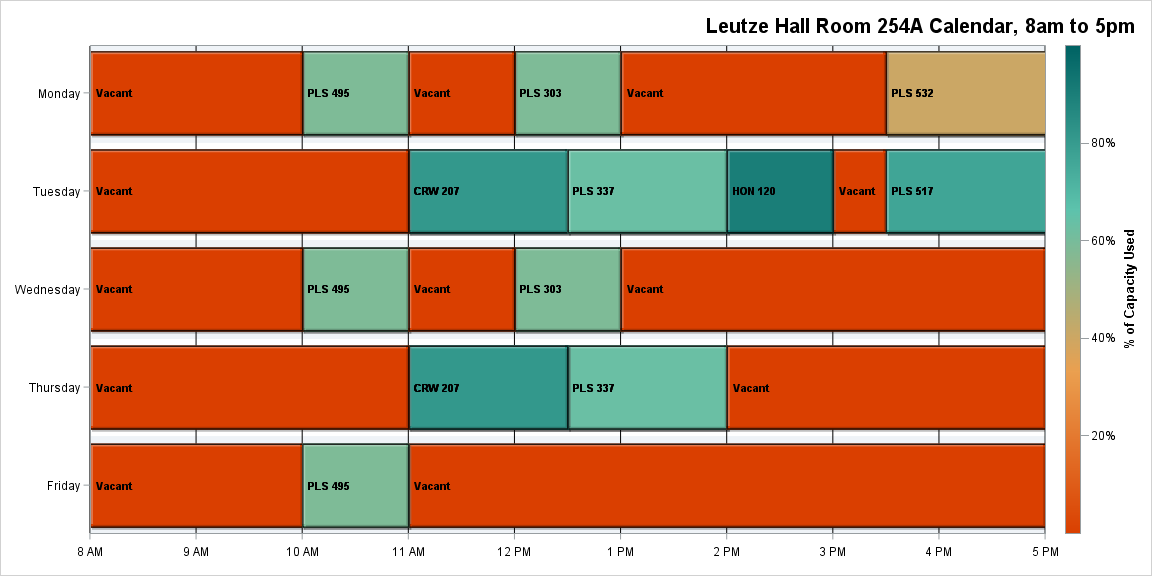 Leutze Hall Room 254A Calendar, 8am to 5pm
Monday
Vacant
PLS 495
Vacant
PLS 303
Vacant
PLS 532
Tuesday
Vacant
CRW 207
PLS 337
HON 120
Vacant
PLS 517
Wednesday
Vacant
PLS 495
Vacant
PLS 303
Vacant
Thursday
Vacant
CRW 207
PLS 337
Vacant
Friday
Vacant
PLS 495
Vacant
8 AM
9 AM
10 AM
11 AM
12 PM
1 PM
2 PM
3 PM
4 PM
5 PM
80%
60%
40%
20%
% of Capacity Used